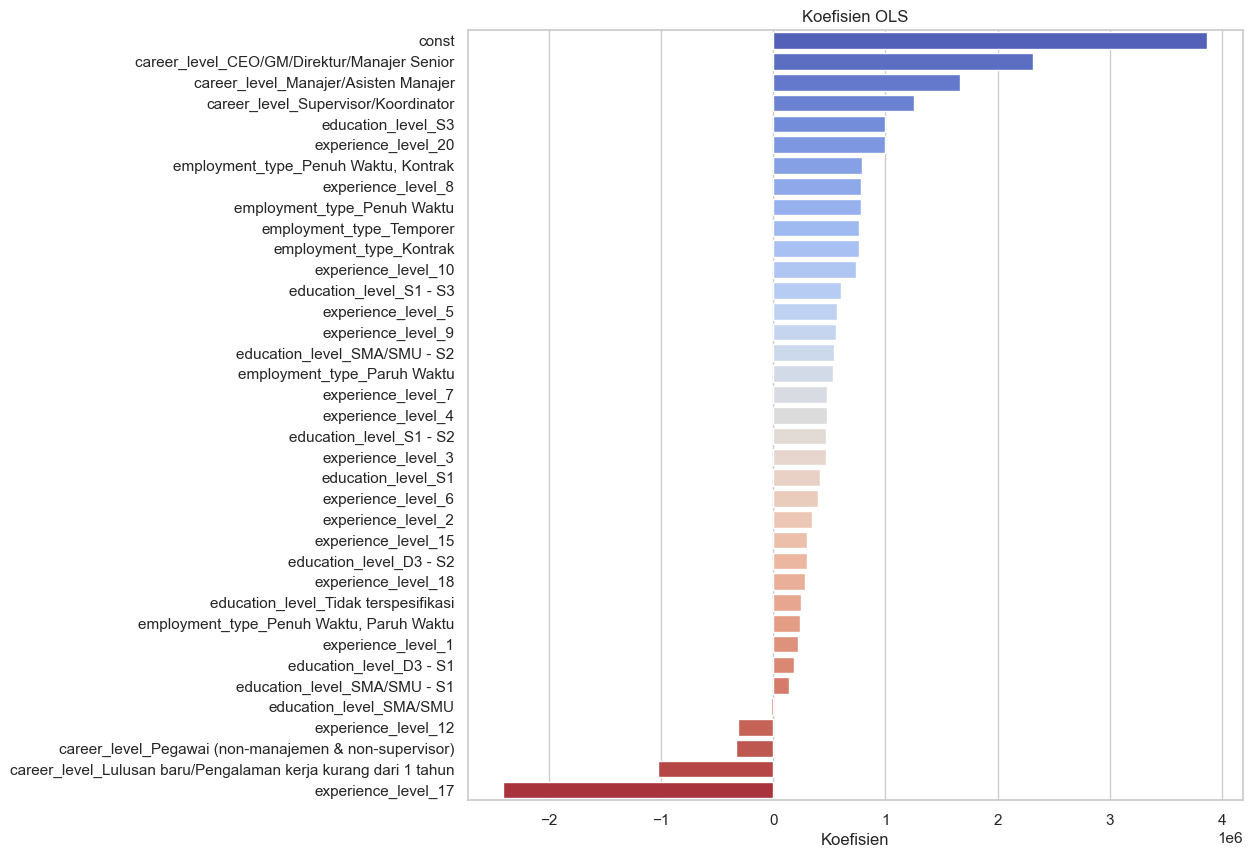 Koefisien OLS
const
career_level_CEO/GM/Direktur/Manajer Senior
career_level_Manajer/Asisten Manajer
career_level_Supervisor/Koordinator
education_level_S3
experience_level_20
employment_type_Penuh Waktu, Kontrak
experience_level_8
employment_type_Penuh Waktu
employment_type_Temporer
employment_type_Kontrak
experience_level_10
education_level_S1 - S3
experience_level_5
experience_level_9
education_level_SMA/SMU - S2
employment_type_Paruh Waktu
experience_level_7
experience_level_4
education_level_S1 - S2
experience_level_3
education_level_S1
experience_level_6
experience_level_2
experience_level_15
education_level_D3 - S2
experience_level_18
education_level_Tidak terspesifikasi
employment_type_Penuh Waktu, Paruh Waktu
experience_level_1
education_level_D3 - S1
education_level_SMA/SMU - S1
education_level_SMA/SMU
experience_level_12
career_level_Pegawai (non-manajemen & non-supervisor)
career_level_Lulusan baru/Pengalaman kerja kurang dari 1 tahun
experience_level_17
−2 −1 0 1 2 3 4
1e6
Koefisien